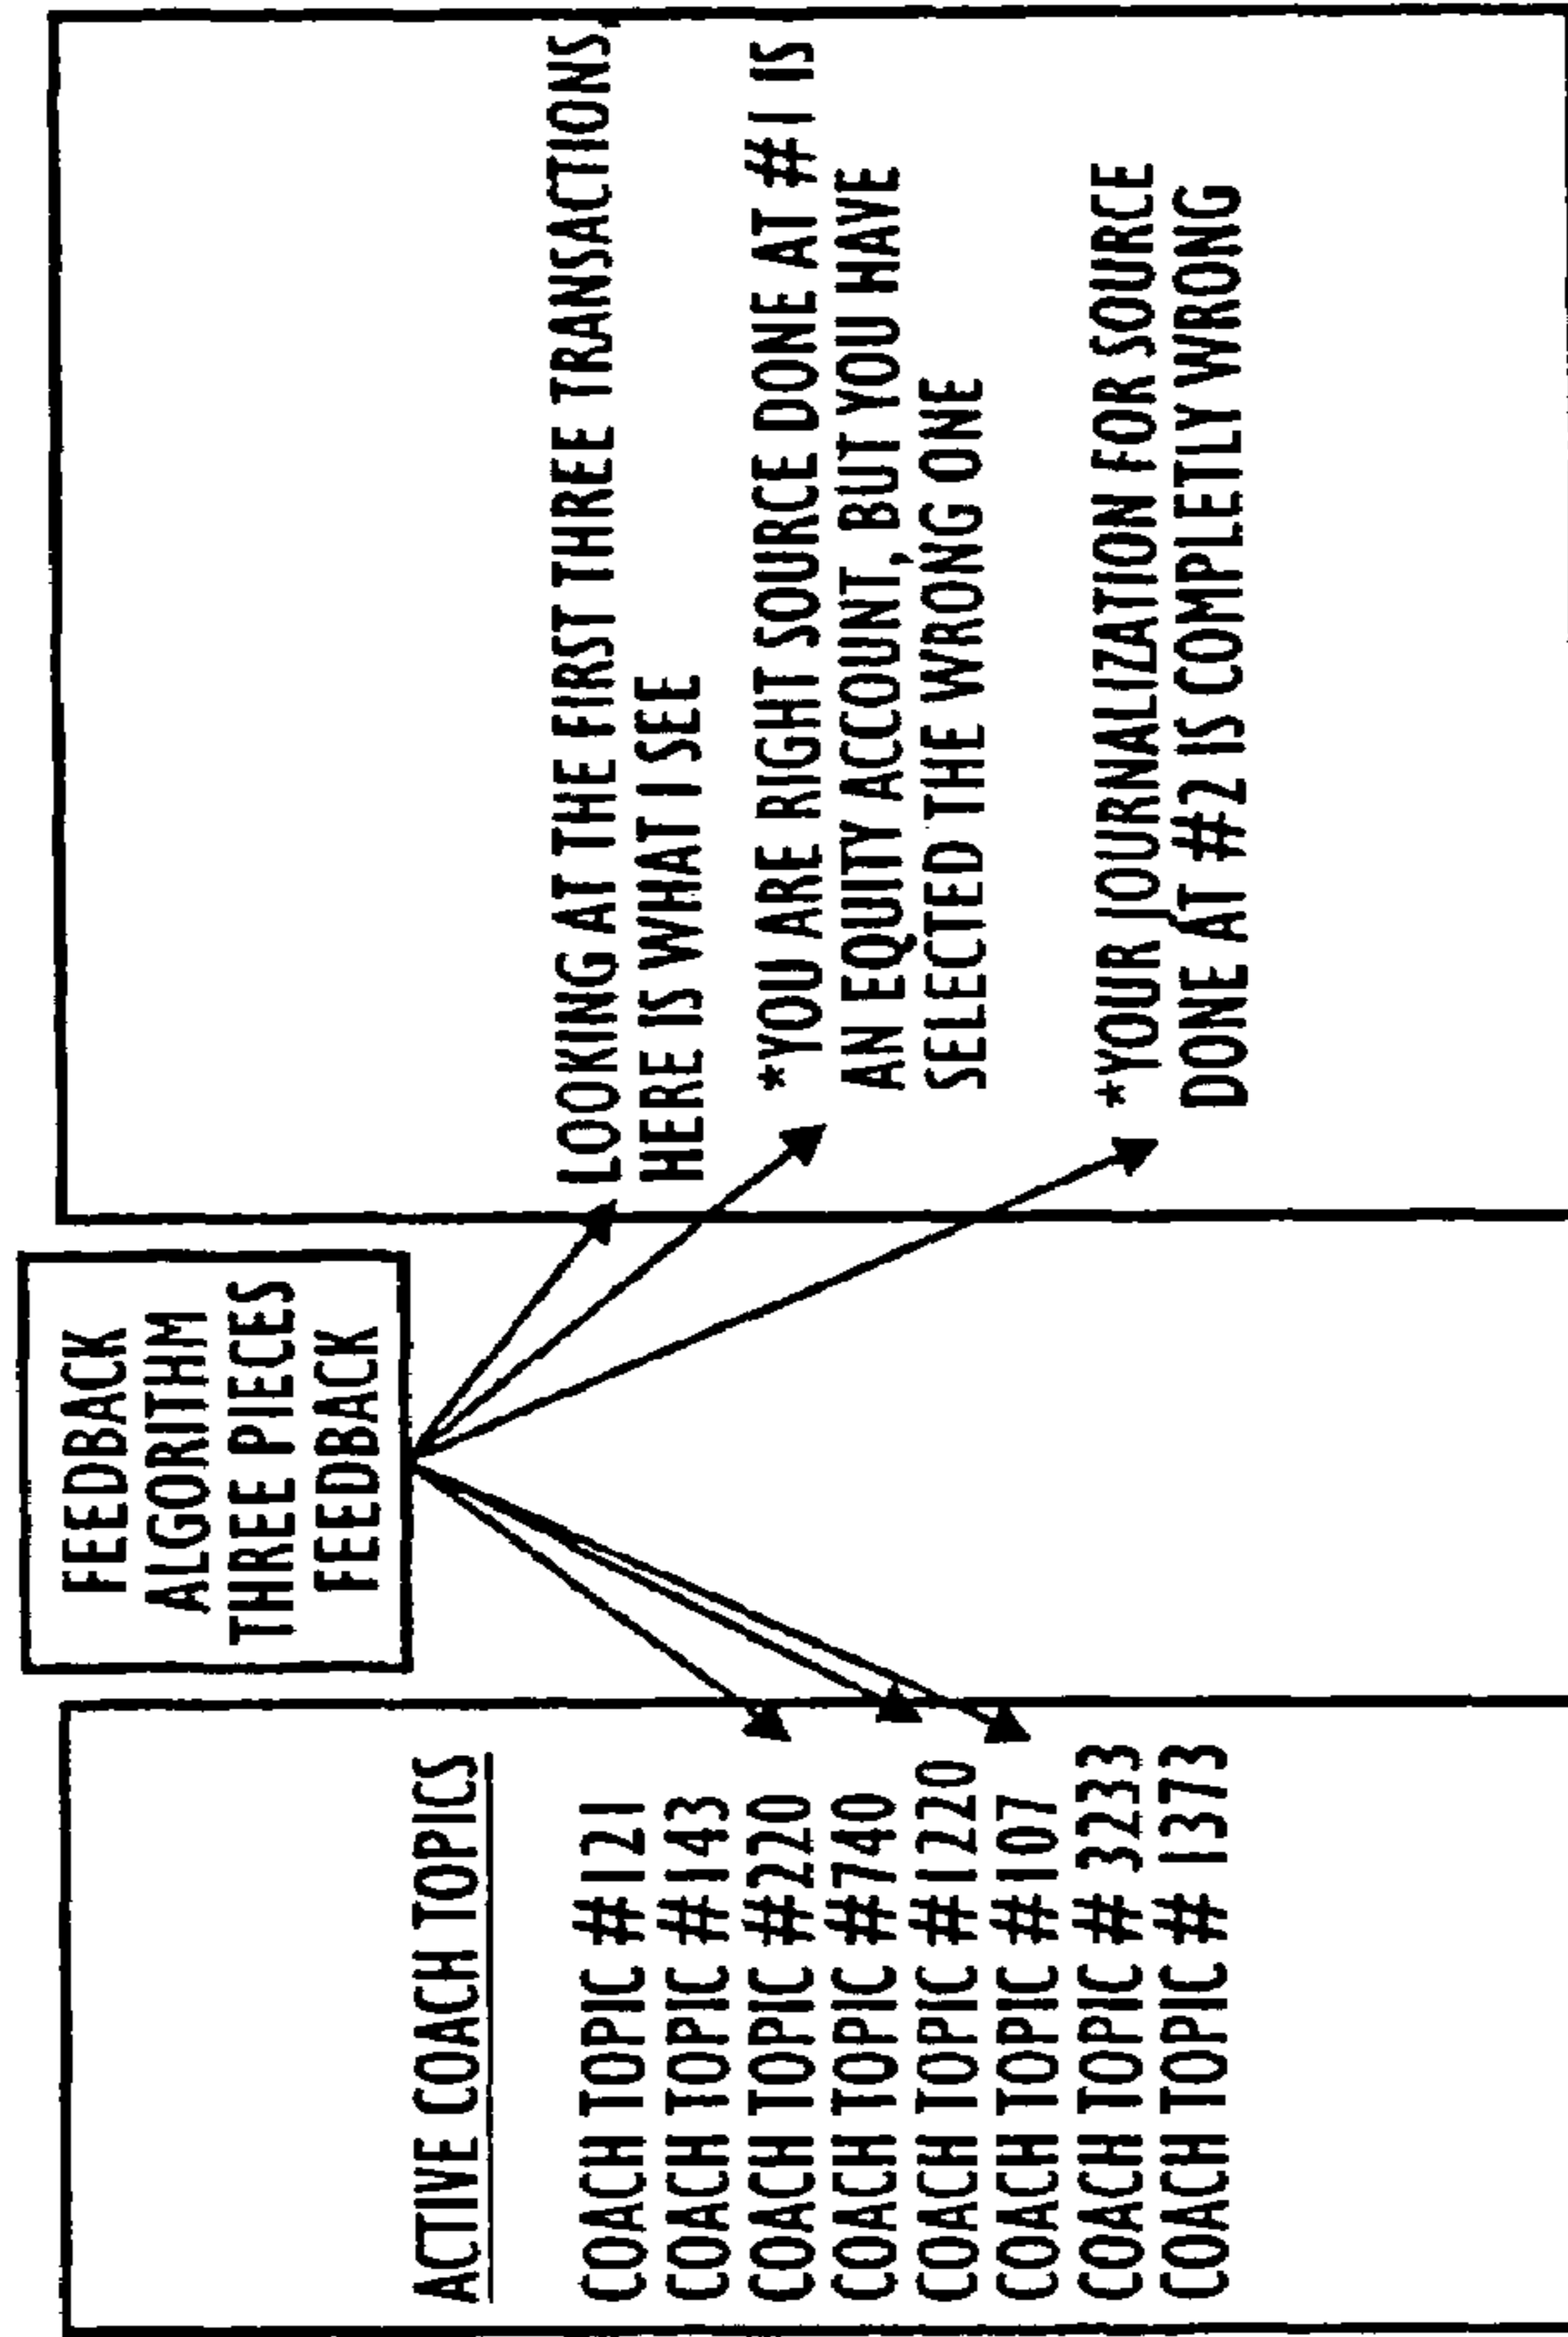 ACTIVE COACH TOPICS
COACH TOPIC #121
COACH TOPIC #143
COACH TOPIC #220
COACH TOPIC #740
COACH TOPIC #1220
COACH TOPIC #107
COACH TOPIC # 3233
COACH TOPIC # 1373
FEEDBACK
ALGORITHM
THREE PIECES
FEEDBACK
LOOKING AT THE FIRST THREE TRANSACTIONS,
HERE IS WHAT I SEE
*YOU ARE RIGHT SOURCE DONE AT #1 IS
AN EQUITY ACCOUNT, BUT YOU HAVE
SELECTED THE WRONG ONE
*YOUR JOURNALIZATION FOR SOURCE
DONE AT #2 IS COMPLETLY WRONG